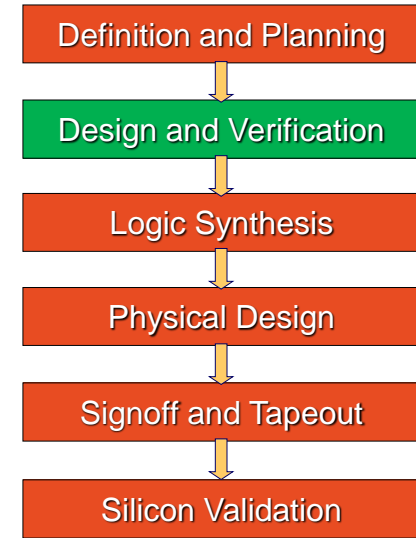 Definition and Planning
Design and Verification
Logic Synthesis
Physical Design
Signoff and Tapeout
Silicon Validation